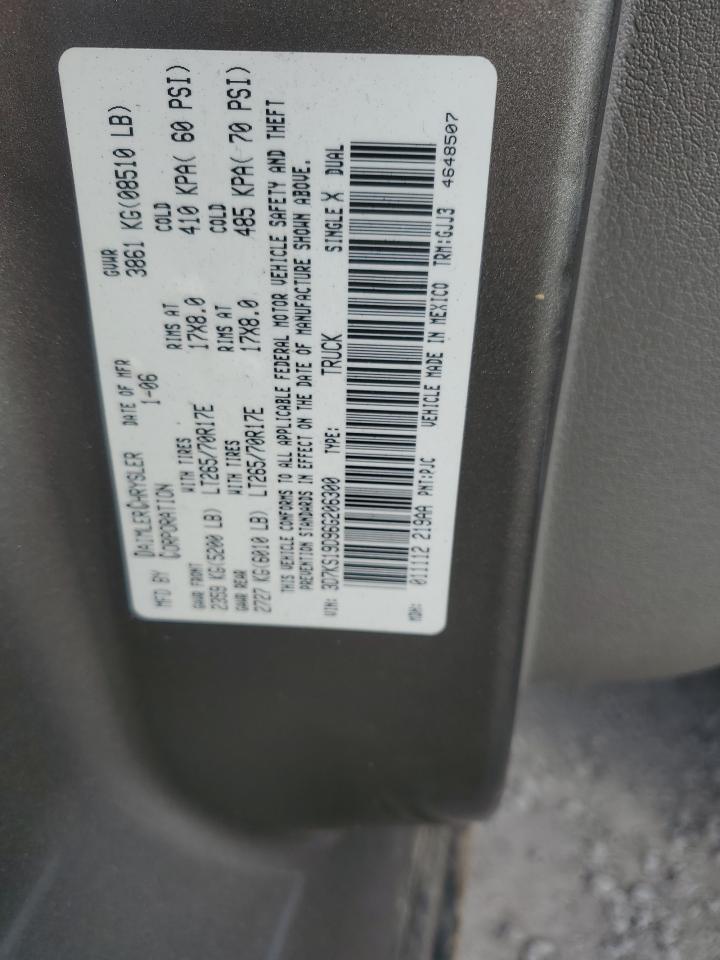 MFD BY DAIMLERCHRYSLER CORPORATION DATE OF MFR 1-06 GVWR 3861 KG(08510 LB)
GAWR FRONT WITH TIRES RIMS AT COLD
2359 KG(5200 LB) LT265/70R17E 17X8.0 410 KPA( 60 PSI)
GAWR REAR WITH TIRES RIMS AT COLD
2727 KG(6010 LB) LT265/70R17E 17X8.0 485 KPA( 70 PSI)
THIS VEHICLE CONFORMS TO ALL APPLICABLE FEDERAL MOTOR VEHICLE SAFETY AND THEFT
PREVENTION STANDARDS IN EFFECT ON THE DATE OF MANUFACTURE SHOWN ABOVE.
VIN: 3D7KS19D96G206300 TYPE: TRUCK SINGLE X DUAL
MDH: 011112 219AA PNT:PJC VEHICLE MADE IN MEXICO TRM:GJJ3 4648507